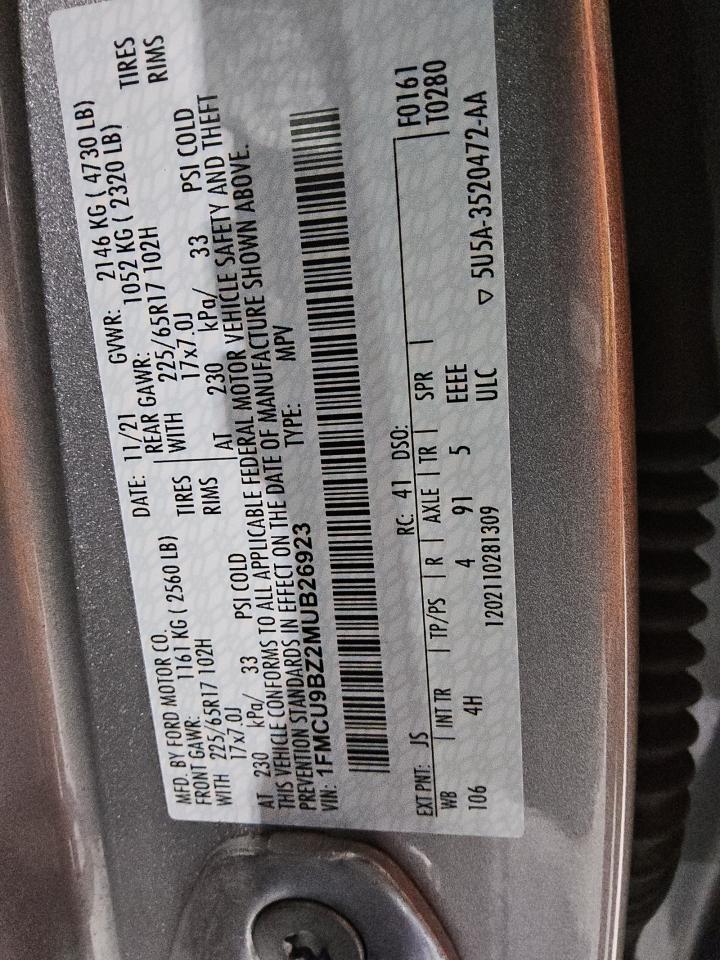 MFD. BY FORD MOTOR CO.
DATE: 11/21 GVWR: 2146 KG ( 4730 LB)
FRONT GAWR: 1161 KG ( 2560 LB) REAR GAWR: 1052 KG ( 2320 LB)
WITH 225/65R17 102H TIRES WITH 225/65R17 102H TIRES
17x7.0J RIMS 17x7.0J RIMS
AT 230 kPa/ 33 PSI COLD AT 230 kPa/ 33 PSI COLD
THIS VEHICLE CONFORMS TO ALL APPLICABLE FEDERAL MOTOR VEHICLE SAFETY AND THEFT
PREVENTION STANDARDS IN EFFECT ON THE DATE OF MANUFACTURE SHOWN ABOVE.
VIN: 1FMCU9BZ2MUB26923 TYPE: MPV
EXT PNT: JS RC: 41 DSO: F0161
WB INT TR TP/PS R AXLE TR SPR T0280
106 4H 4 91 5 EEEE
1202110281309 ULC ▽ 5U5A-3520472-AA